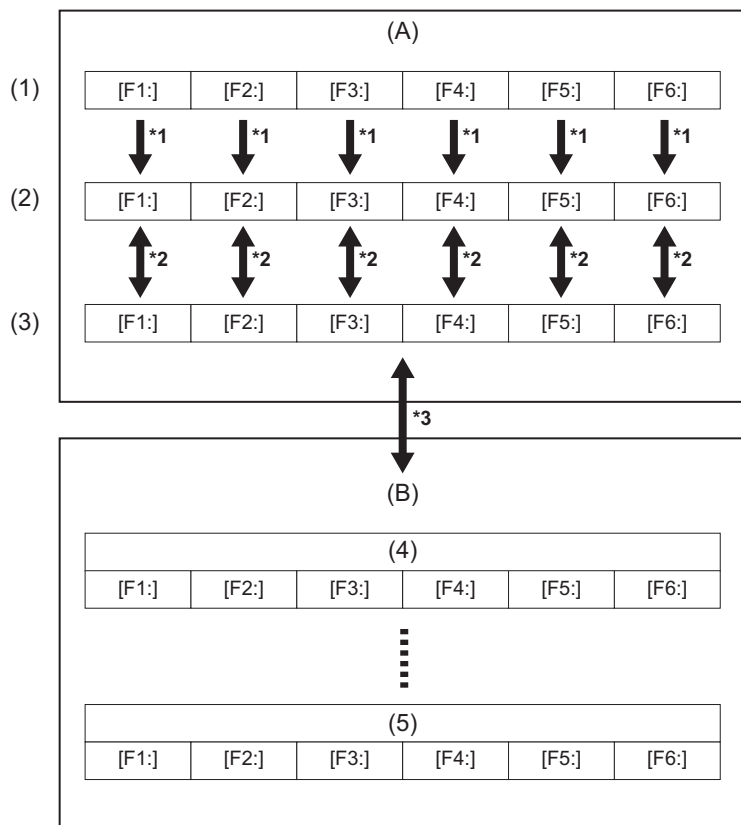 (A)
(1) [F1:] [F2:] [F3:] [F4:] [F5:] [F6:]
*1 *1 *1 *1 *1 *1
(2) [F1:] [F2:] [F3:] [F4:] [F5:] [F6:]
*2 *2 *2 *2 *2 *2
(3) [F1:] [F2:] [F3:] [F4:] [F5:] [F6:]
*3
(B)
(4)
[F1:] [F2:] [F3:] [F4:] [F5:] [F6:]
(5)
[F1:] [F2:] [F3:] [F4:] [F5:] [F6:]